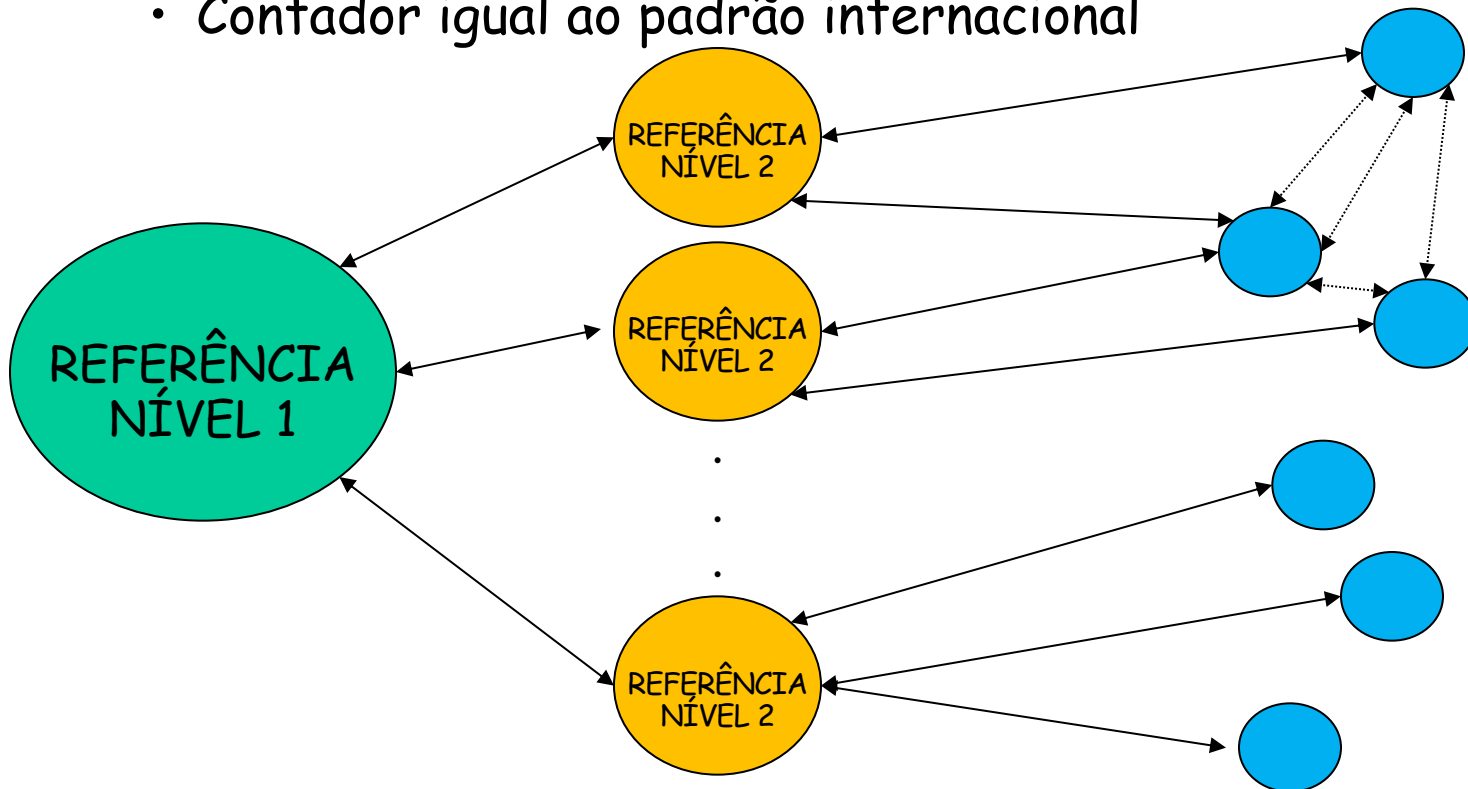 • Contador igual ao padrão internacional
REFERÊNCIA
NÍVEL 2
REFERÊNCIA
NÍVEL 1
REFERÊNCIA
NÍVEL 2
.
.
.
REFERÊNCIA
NÍVEL 2